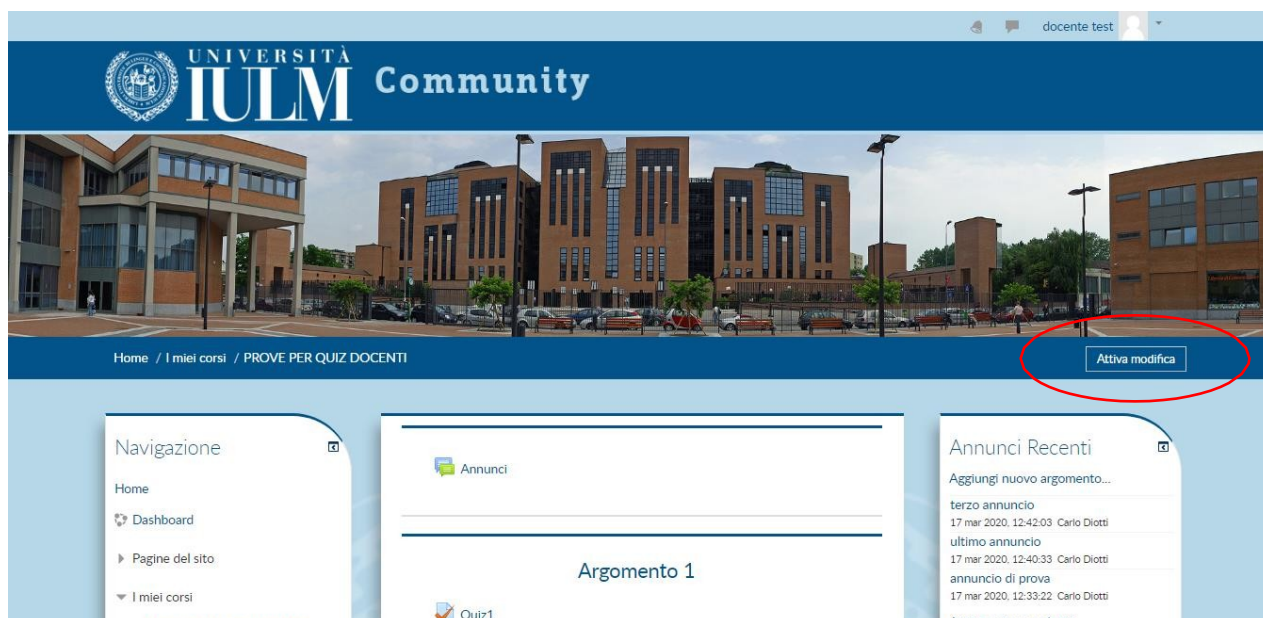 docente test
UNIVERSITÀ
IULM
Community
Home / I miei corsi / PROVE PER QUIZ DOCENTI
Attiva modifica
Navigazione
Home
Dashboard
Pagine del sito
I miei corsi
Annunci
Argomento 1
Quiz1
Annunci Recenti
Aggiungi nuovo argomento...
terzo annuncio
17 mar 2020, 12:42:03 Carlo Diotti
ultimo annuncio
17 mar 2020, 12:40:33 Carlo Diotti
annuncio di prova
17 mar 2020, 12:33:22 Carlo Diotti